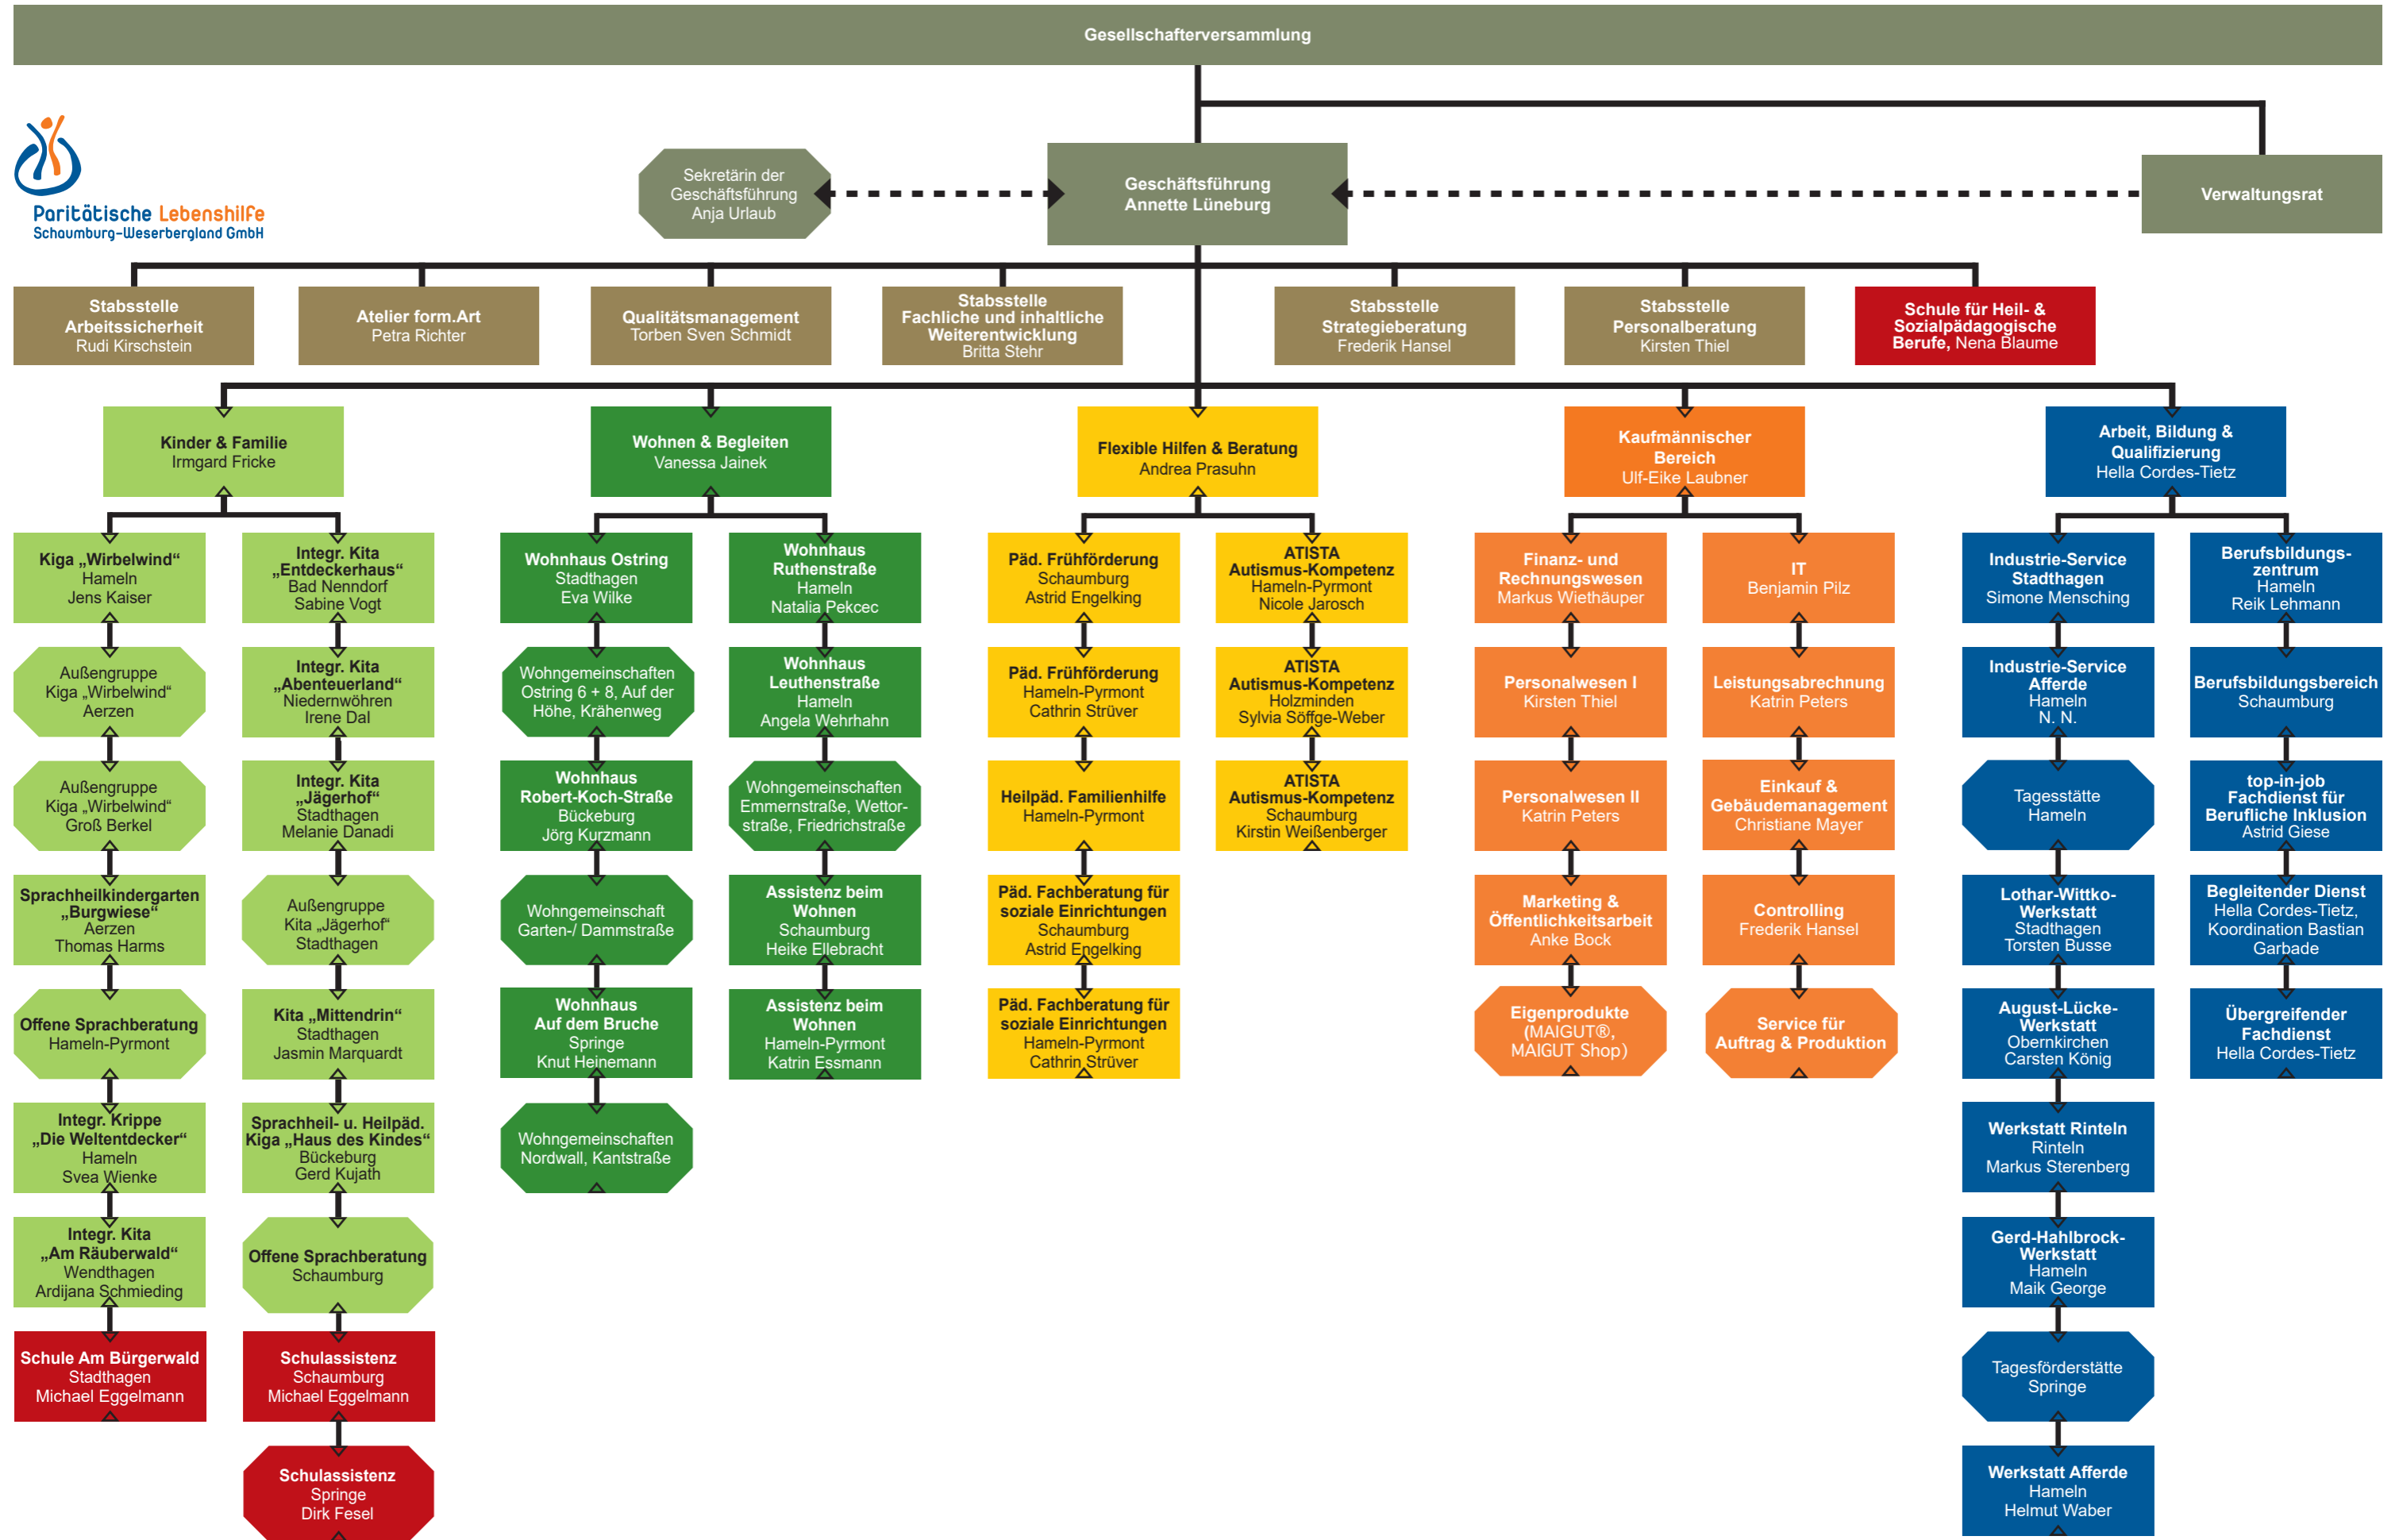 Gesellschafterversammlung
Paritätische Lebenshilfe
Schaumburg-Weserbergland GmbH
Sekretärin der
Geschäftsführung
Anja Urlaub
Geschäftsführung
Annette Lüneburg
Verwaltungsrat
Stabsstelle
Arbeitssicherheit
Rudi Kirschstein
Atelier form.Art
Petra Richter
Qualitätsmanagement
Torben Sven Schmidt
Stabsstelle
Fachliche und inhaltliche
Weiterentwicklung
Britta Stehr
Stabsstelle
Strategieberatung
Frederik Hansel
Stabsstelle
Personalberatung
Kirsten Thiel
Schule für Heil- &
Sozialpädagogische
Berufe, Nena Blaume
Kinder & Familie
Irmgard Fricke
Wohnen & Begleiten
Vanessa Jainek
Flexible Hilfen & Beratung
Andrea Prasuhn
Kaufmännischer
Bereich
Ulf-Eike Laubner
Arbeit, Bildung &
Qualifizierung
Hella Cordes-Tietz
Kiga „Wirbelwind“
Hameln
Jens Kaiser
Außengruppe
Kiga „Wirbelwind“
Aerzen
Außengruppe
Kiga „Wirbelwind“
Groß Berkel
Sprachheilkindergarten
„Burgwiese“
Aerzen
Thomas Harms
Offene Sprachberatung
Hameln-Pyrmont
Integr. Krippe
„Die Weltentdecker“
Hameln
Svea Wienke
Integr. Kita
„Am Räuberwald“
Wendthagen
Ardijana Schmieding
Schule Am Bürgerwald
Stadthagen
Michael Eggelmann
Integr. Kita
„Entdeckerhaus“
Bad Nenndorf
Sabine Vogt
Integr. Kita
„Abenteuerland“
Niedernwöhren
Irene Dal
Integr. Kita
„Jägerhof“
Stadthagen
Melanie Danadi
Außengruppe
Kita „Jägerhof“
Stadthagen
Kita „Mittendrin“
Stadthagen
Jasmin Marquardt
Sprachheil- u. Heilpäd.
Kiga „Haus des Kindes“
Bückeburg
Gerd Kujath
Offene Sprachberatung
Schaumburg
Schulassistenz
Schaumburg
Michael Eggelmann
Schulassistenz
Springe
Dirk Fesel
Wohnhaus Ostring
Stadthagen
Eva Wilke
Wohngemeinschaften
Ostring 6 + 8, Auf der
Höhe, Krähenweg
Wohnhaus
Robert-Koch-Straße
Bückeburg
Jörg Kurzmann
Wohngemeinschaft
Garten-/ Dammstraße
Wohnhaus
Auf dem Bruche
Springe
Knut Heinemann
Wohngemeinschaften
Nordwall, Kantstraße
Wohnhaus
Ruthenstraße
Hameln
Natalia Pekcec
Wohnhaus
Leuthenstraße
Hameln
Angela Wehrhahn
Wohngemeinschaften
Emmernstraße, Wettor-
straße, Friedrichstraße
Assistenz beim
Wohnen
Schaumburg
Heike Ellebracht
Assistenz beim
Wohnen
Hameln-Pyrmont
Katrin Essmann
Päd. Frühförderung
Schaumburg
Astrid Engelking
Päd. Frühförderung
Hameln-Pyrmont
Cathrin Strüver
Heilpäd. Familienhilfe
Hameln-Pyrmont
Päd. Fachberatung für
soziale Einrichtungen
Schaumburg
Astrid Engelking
Päd. Fachberatung für
soziale Einrichtungen
Hameln-Pyrmont
Cathrin Strüver
ATISTA
Autismus-Kompetenz
Hameln-Pyrmont
Nicole Jarosch
ATISTA
Autismus-Kompetenz
Holzminden
Sylvia Söffge-Weber
ATISTA
Autismus-Kompetenz
Schaumburg
Kirstin Weißenberger
Finanz- und
Rechnungswesen
Markus Wiethäuper
Personalwesen I
Kirsten Thiel
Personalwesen II
Katrin Peters
Marketing &
Öffentlichkeitsarbeit
Anke Bock
Eigenprodukte
(MAIGUT®,
MAIGUT Shop)
IT
Benjamin Pilz
Leistungsabrechnung
Katrin Peters
Einkauf &
Gebäudemanagement
Christiane Mayer
Controlling
Frederik Hansel
Service für
Auftrag & Produktion
Industrie-Service
Stadthagen
Simone Mensching
Industrie-Service
Afferde
Hameln
N. N.
Tagesstätte
Hameln
Lothar-Wittko-
Werkstatt
Stadthagen
Torsten Busse
August-Lücke-
Werkstatt
Obernkirchen
Carsten König
Werkstatt Rinteln
Rinteln
Markus Sterenberg
Gerd-Hahlbrock-
Werkstatt
Hameln
Maik George
Tagesförderstätte
Springe
Werkstatt Afferde
Hameln
Helmut Waber
Berufsbildungs-
zentrum
Hameln
Reik Lehmann
Berufsbildungsbereich
Schaumburg
top-in-job
Fachdienst für
Berufliche Inklusion
Astrid Giese
Begleitender Dienst
Hella Cordes-Tietz,
Koordination Bastian
Garbade
Übergreifender
Fachdienst
Hella Cordes-Tietz